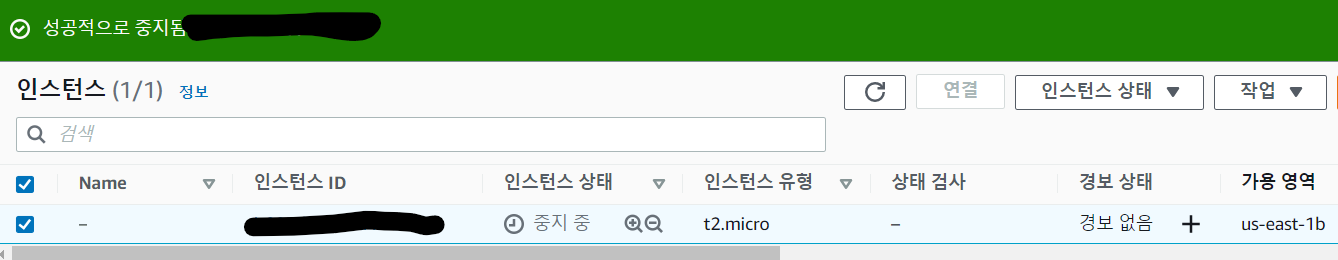 성공적으로 중지됨
인스턴스 (1/1) 정보 연결 인스턴스 상태 작업
검색
Name 인스턴스 ID 인스턴스 상태 인스턴스 유형 상태 검사 경보 상태 가용 영역
– 중지 중 t2.micro – 경보 없음 + us-east-1b